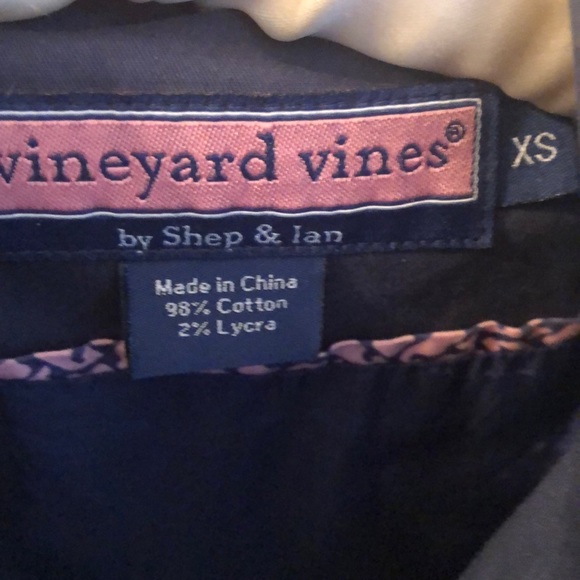 vineyard vines®
XS
by Shep & Ian
Made in China
98% Cotton
2% Lycra